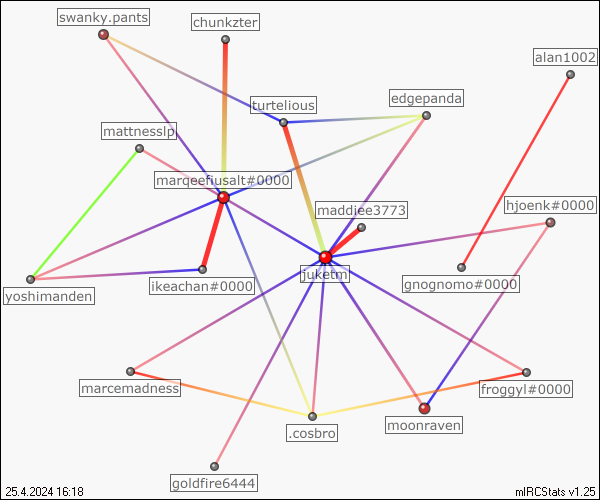 swanky.pants
chunkzter
alan1002
turtelious
edgepanda
mattnesslp
marqeefiusalt#0000
maddiee3773
hjoenk#0000
juketm
yoshimanden
ikeachan#0000
gnognomo#0000
marcemadness
froggyl#0000
.cosbro
moonraven
goldfire6444
25.4.2024 16:18
mIRCStats v1.25